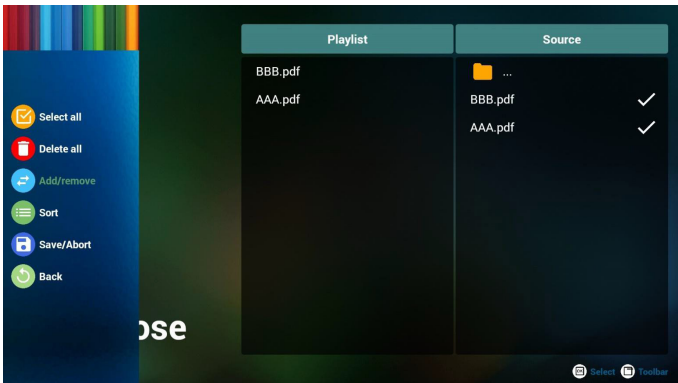 Select all
Delete all
Add/remove
Sort
Save/Abort
Back
ose
Playlist
BBB.pdf
AAA.pdf
Source
...
BBB.pdf
AAA.pdf
Select
Toolbar